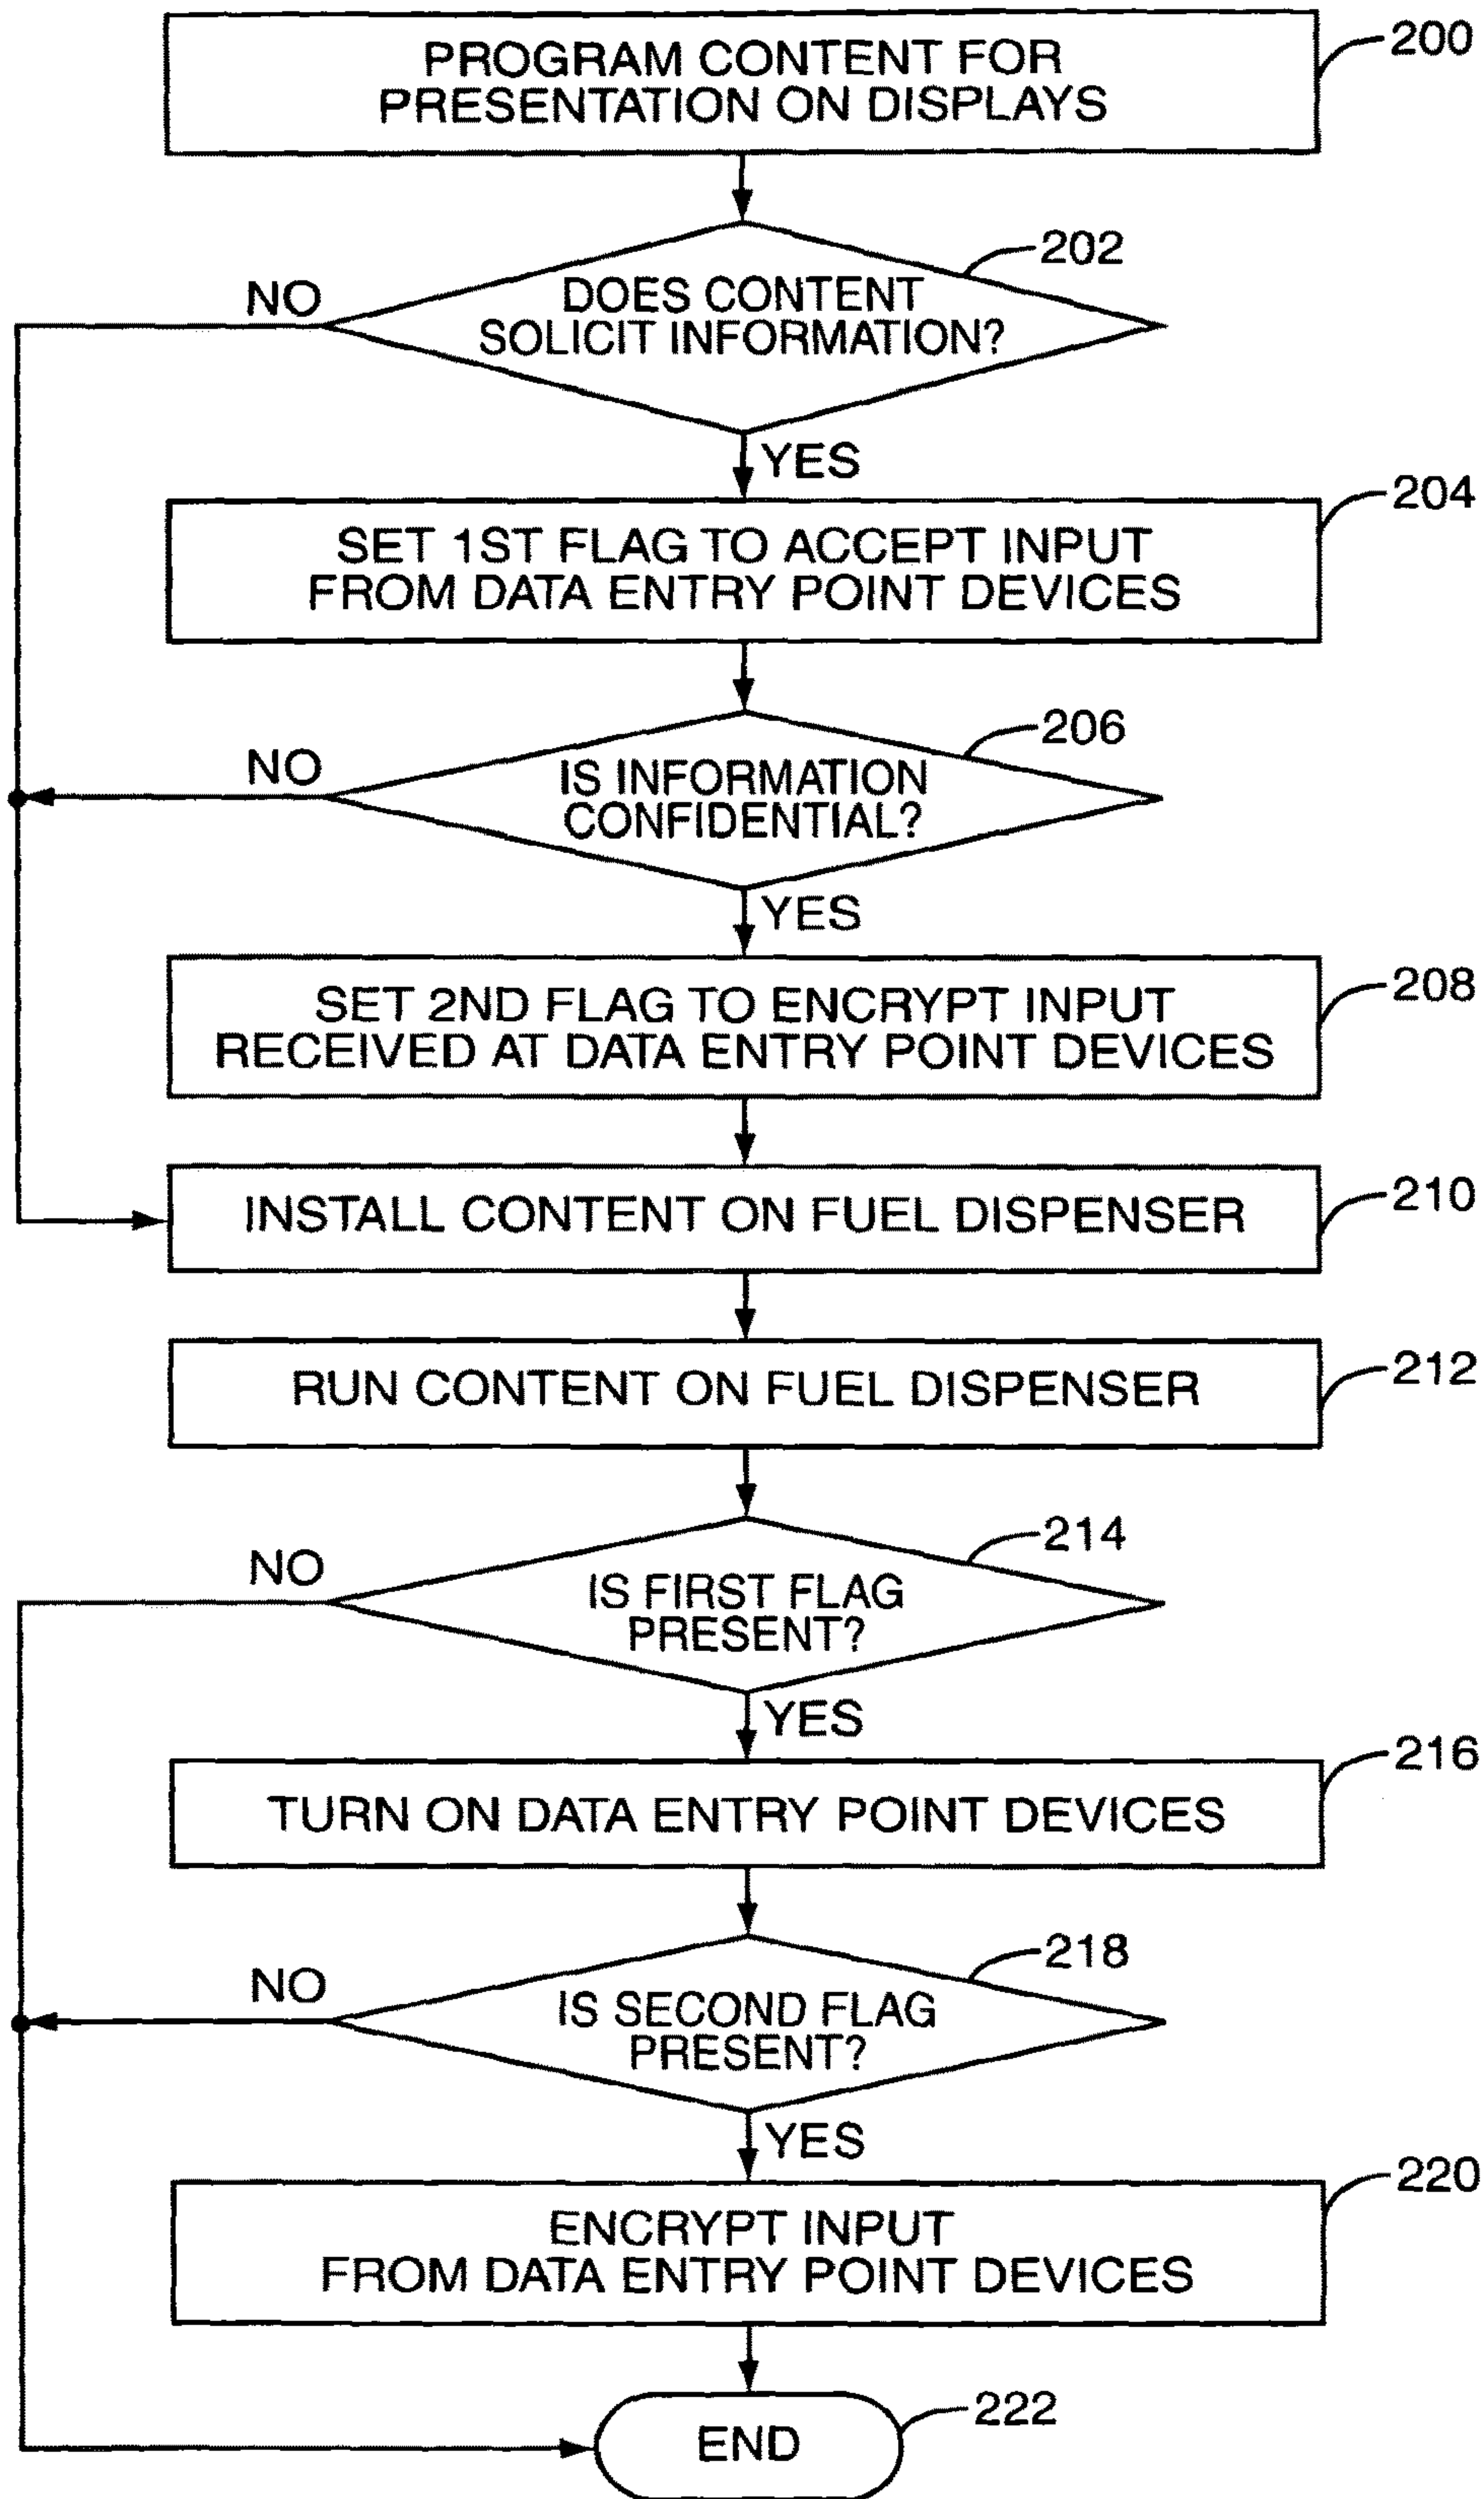 PROGRAM CONTENT FOR
PRESENTATION ON DISPLAYS
200
202
NO
DOES CONTENT
SOLICIT INFORMATION?
YES
204
SET 1ST FLAG TO ACCEPT INPUT
FROM DATA ENTRY POINT DEVICES
206
NO
IS INFORMATION
CONFIDENTIAL?
YES
208
SET 2ND FLAG TO ENCRYPT INPUT
RECEIVED AT DATA ENTRY POINT DEVICES
210
INSTALL CONTENT ON FUEL DISPENSER
212
RUN CONTENT ON FUEL DISPENSER
214
NO
IS FIRST FLAG
PRESENT?
YES
216
TURN ON DATA ENTRY POINT DEVICES
218
NO
IS SECOND FLAG
PRESENT?
YES
220
ENCRYPT INPUT
FROM DATA ENTRY POINT DEVICES
222
END